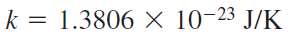 k = 1.3806 × 10−23 J/K